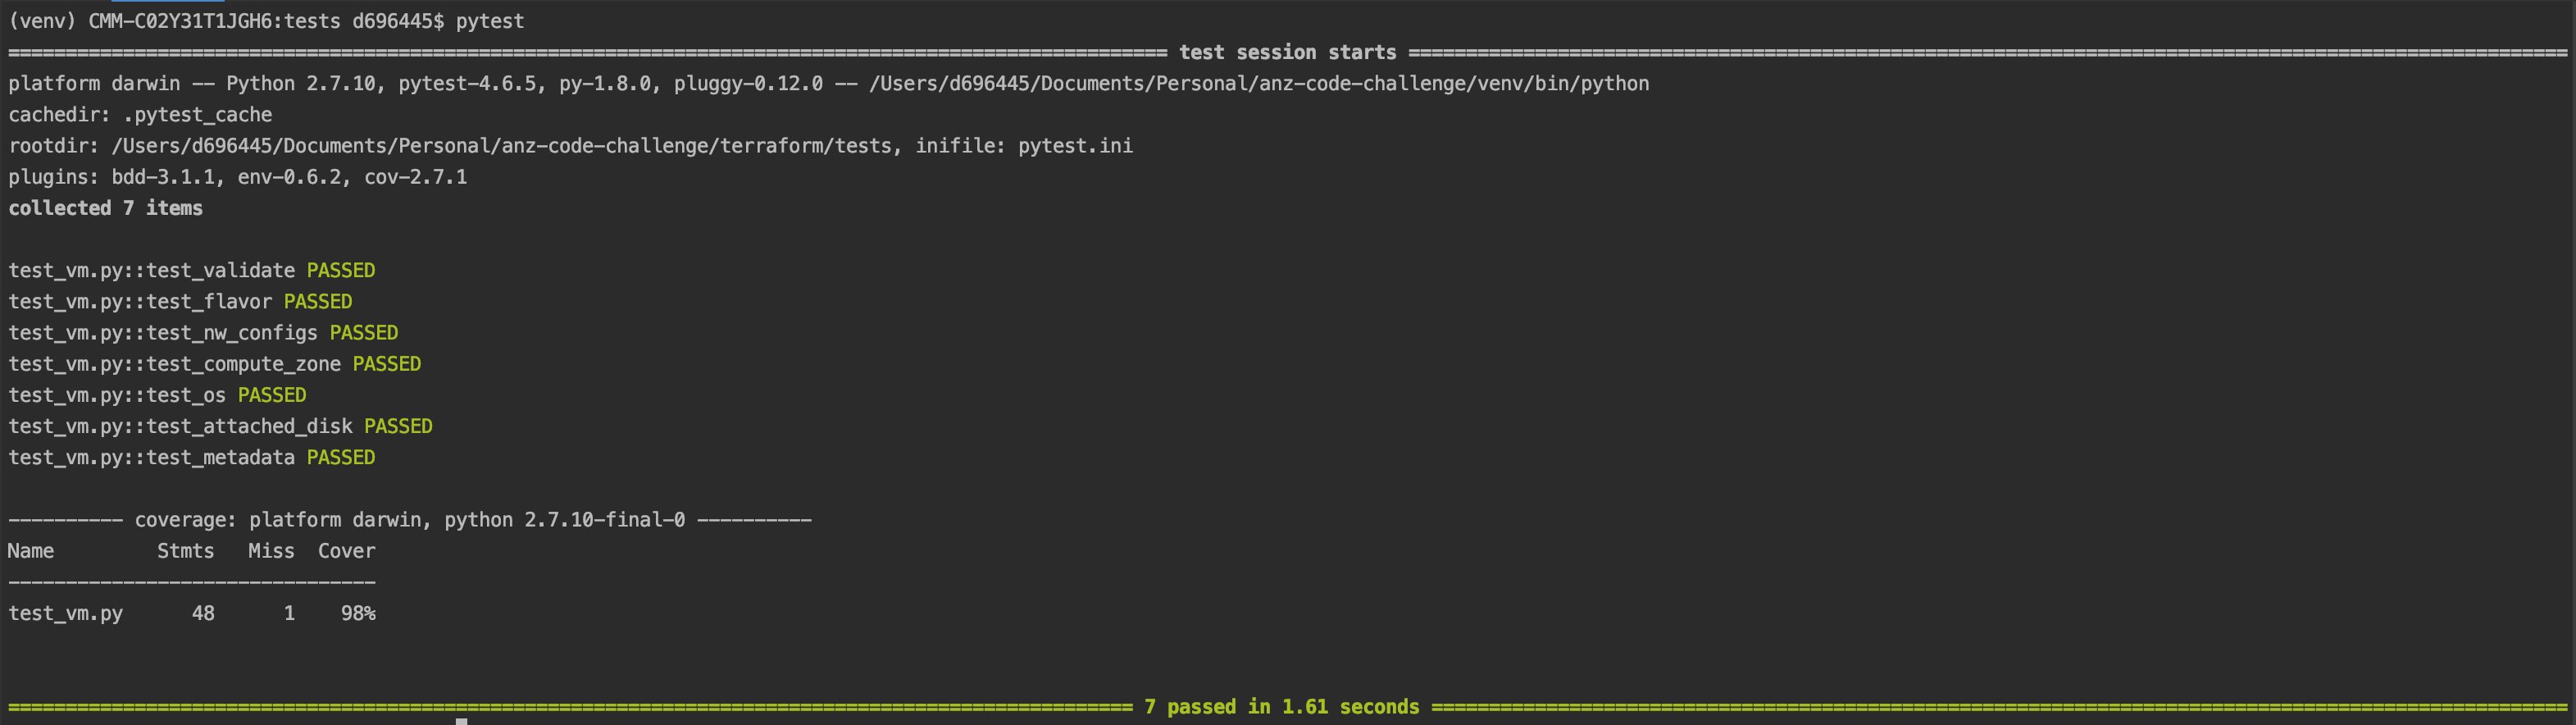 (venv) CMM-C02Y31T1JGH6:tests d696445$ pytest
============================== test session starts ==============================
platform darwin -- Python 2.7.10, pytest-4.6.5, py-1.8.0, pluggy-0.12.0 -- /Users/d696445/Documents/Personal/anz-code-challenge/venv/bin/python
cachedir: .pytest_cache
rootdir: /Users/d696445/Documents/Personal/anz-code-challenge/terraform/tests, inifile: pytest.ini
plugins: bdd-3.1.1, env-0.6.2, cov-2.7.1
collected 7 items
test_vm.py::test_validate PASSED
test_vm.py::test_flavor PASSED
test_vm.py::test_nw_configs PASSED
test_vm.py::test_compute_zone PASSED
test_vm.py::test_os PASSED
test_vm.py::test_attached_disk PASSED
test_vm.py::test_metadata PASSED
---------- coverage: platform darwin, python 2.7.10-final-0 ----------
Name         Stmts   Miss  Cover
--------------------------------
test_vm.py      48      1    98%
============================== 7 passed in 1.61 seconds ==============================